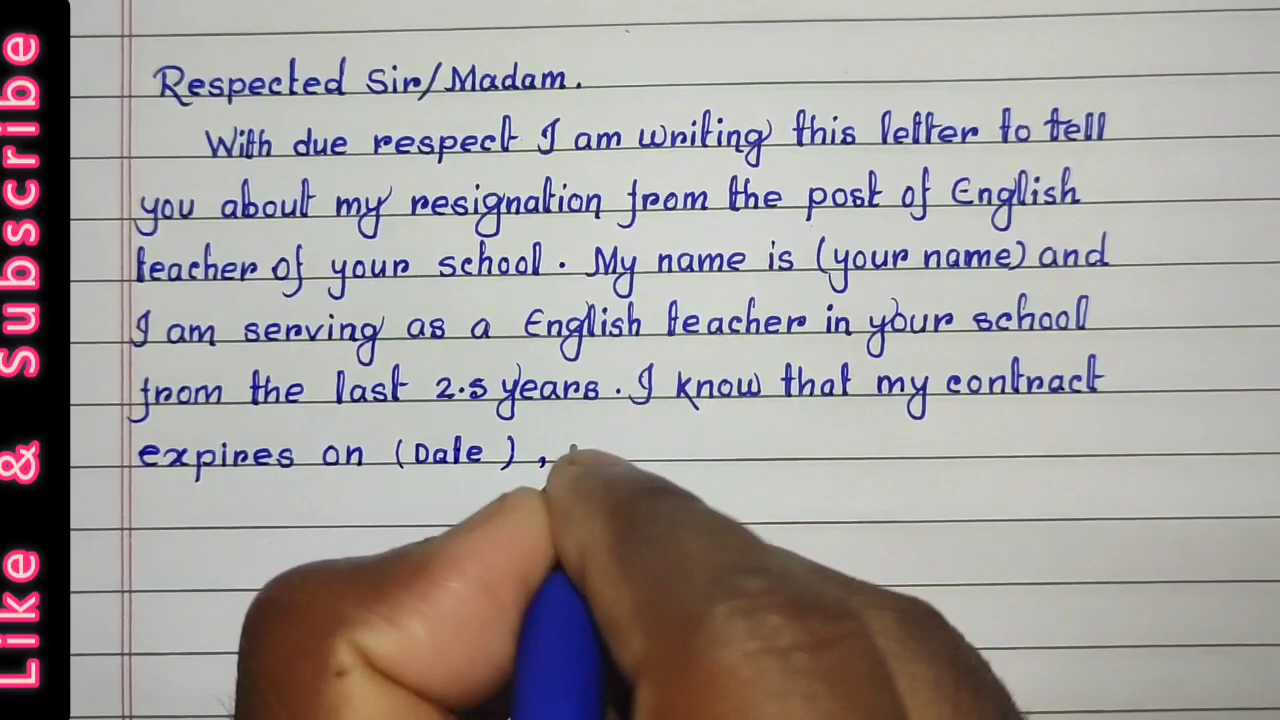 Like & Subscribe
Respected Sir/Madam.
With due respect I am writing this letter to tell
you about my resignation from the post of English
teacher of your school. My name is (your name) and
I am serving as a English teacher in your school
from the last 2.5 years. I know that my contract
expires on (Date),